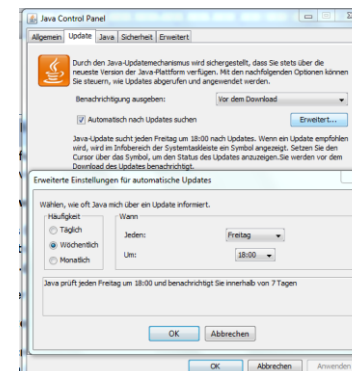 Java Control Panel
Allgemein Update Java Sicherheit Erweitert
Durch den Java-Updatemechanismus wird sichergestellt, dass Sie stets über die
neueste Version der Java-Plattform verfügen. Mit den nachfolgenden Optionen können
Sie steuern, wie Updates abgerufen und angewendet werden.
Benachrichtigung ausgeben: Vor dem Download
Automatisch nach Updates suchen Erweitert...
Java-Update sucht jeden Freitag um 18:00 nach Updates. Wenn ein Update empfohlen
wird, wird im Infobereich der Systemtaskleiste ein Symbol angezeigt. Setzen Sie den
Cursor über das Symbol, um den Status des Updates anzuzeigen.Sie werden vor dem
Download des Updates benachrichtigt.
Erweiterte Einstellungen für automatische Updates
Wählen, wie oft Java mich über ein Update informiert.
Häufigkeit Wann
Täglich
Jeden: Freitag
Wöchentlich
Um: 18:00
Monatlich
Java prüft jeden Freitag um 18:00 und benachrichtigt Sie innerhalb von 7 Tagen
OK Abbrechen
OK Abbrechen Anwenden